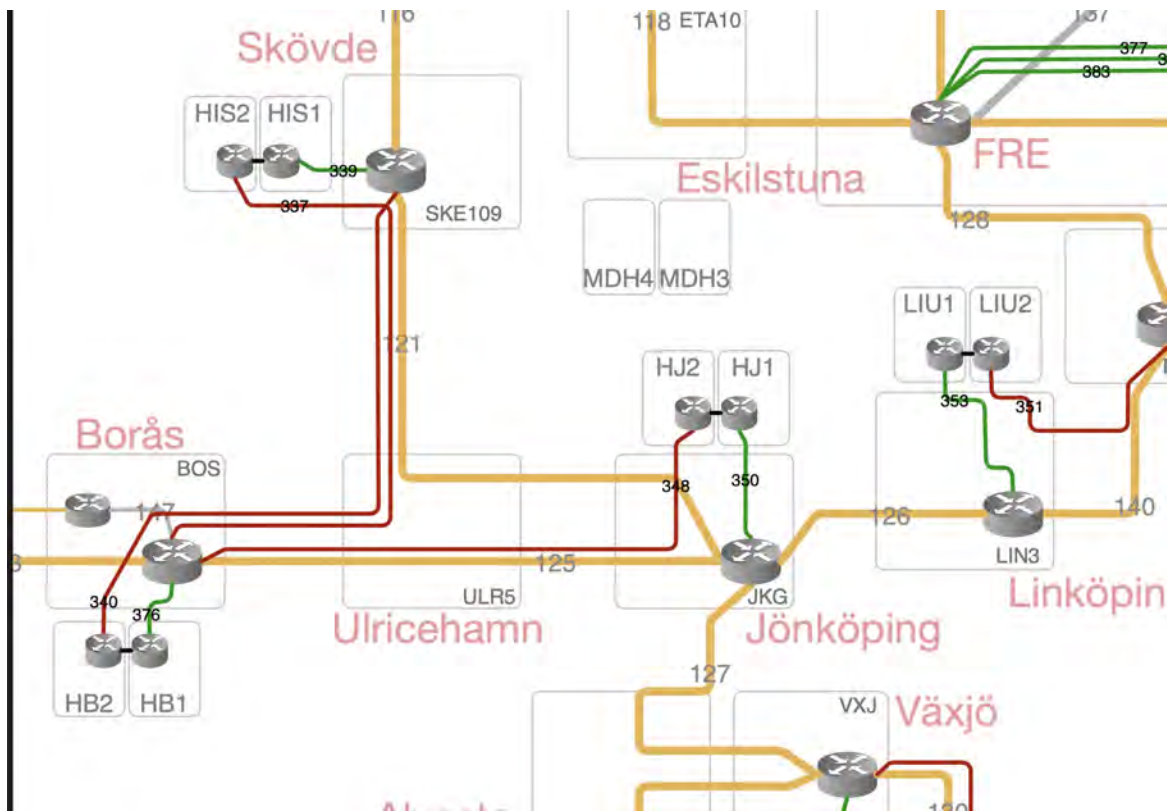 116
118 ETA10
137
377
383
Skövde
HIS2 HIS1
339
337
SKE109
FRE
Eskilstuna
128
MDH4 MDH3
LIU1 LIU2
353 351
121
HJ2 HJ1
348 350
Borås
BOS
147
126
140
LIN3
125
ULR5
JKG
340 376
Ulricehamn
Jönköping
Linköpin
HB2 HB1
127
VXJ
Växjö